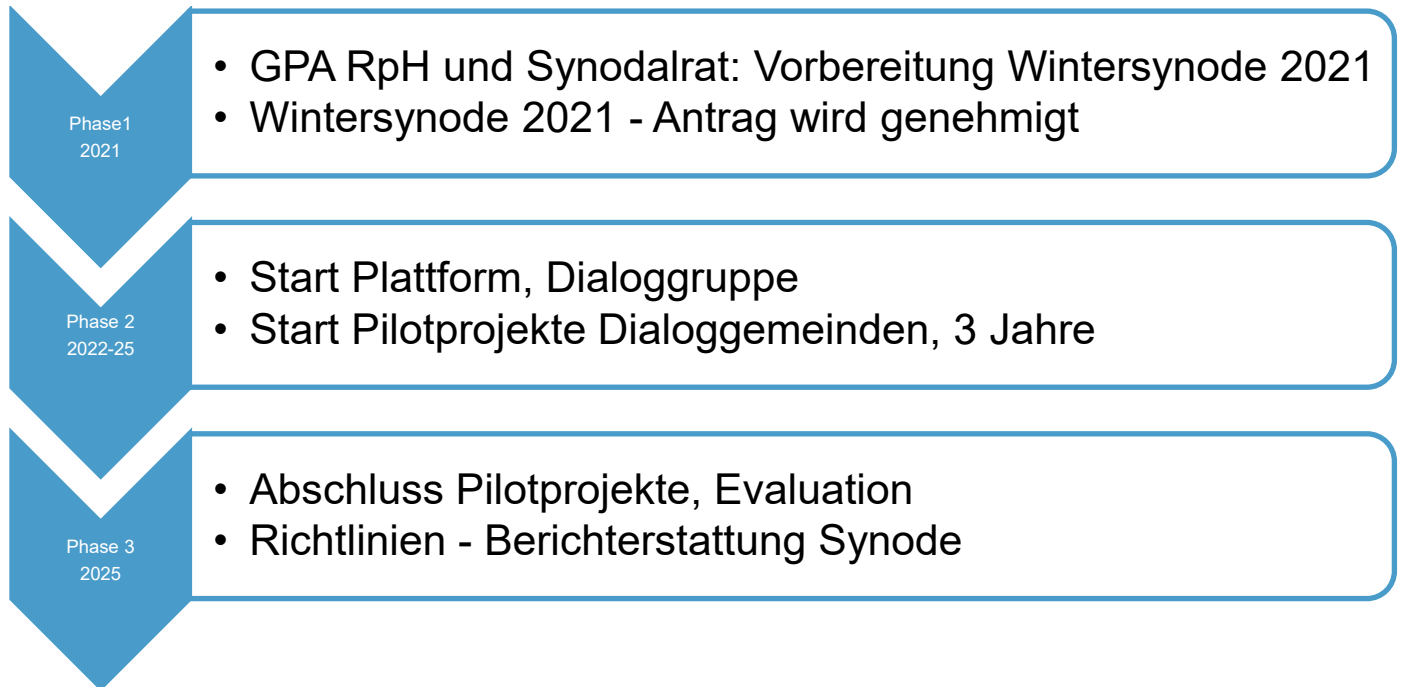 Phase1
2021
• GPA RpH und Synodalrat: Vorbereitung Wintersynode 2021
• Wintersynode 2021 - Antrag wird genehmigt
Phase 2
2022-25
• Start Plattform, Dialoggruppe
• Start Pilotprojekte Dialoggemeinden, 3 Jahre
Phase 3
2025
• Abschluss Pilotprojekte, Evaluation
• Richtlinien - Berichterstattung Synode